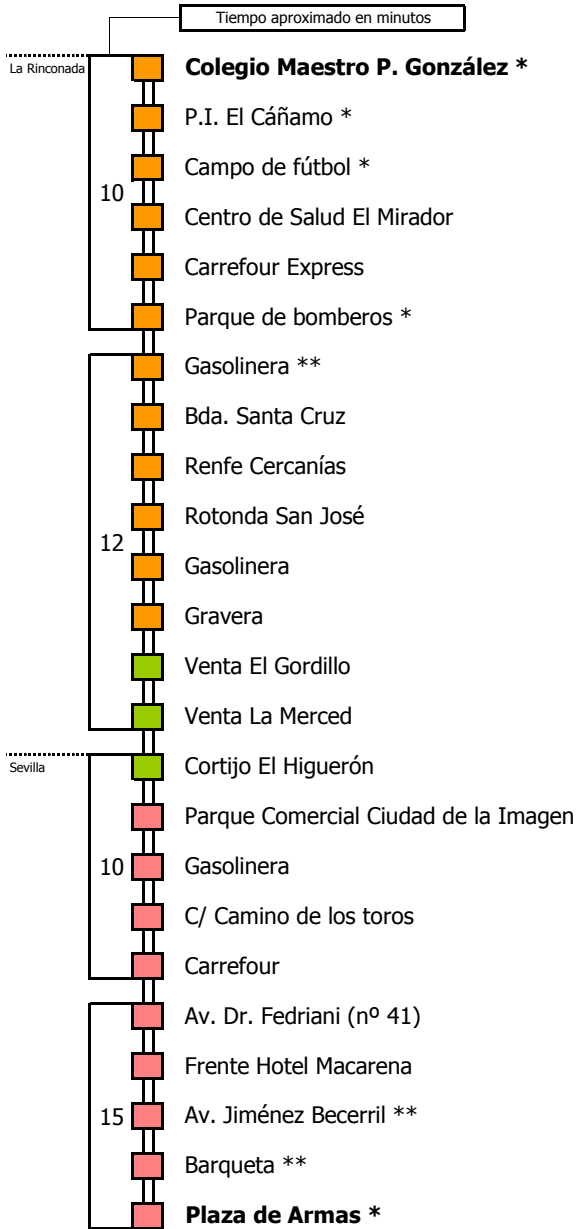 Tiempo aproximado en minutos
La Rinconada
Colegio Maestro P. González *
P.I. El Cáñamo *
Campo de fútbol *
10
Centro de Salud El Mirador
Carrefour Express
Parque de bomberos *
Gasolinera **
Bda. Santa Cruz
Renfe Cercanías
Rotonda San José
12
Gasolinera
Gravera
Venta El Gordillo
Venta La Merced
Sevilla
Cortijo El Higuerón
Parque Comercial Ciudad de la Imagen
10
Gasolinera
C/ Camino de los toros
Carrefour
Av. Dr. Fedriani (nº 41)
Frente Hotel Macarena
15
Av. Jiménez Becerril **
Barqueta **
Plaza de Armas *